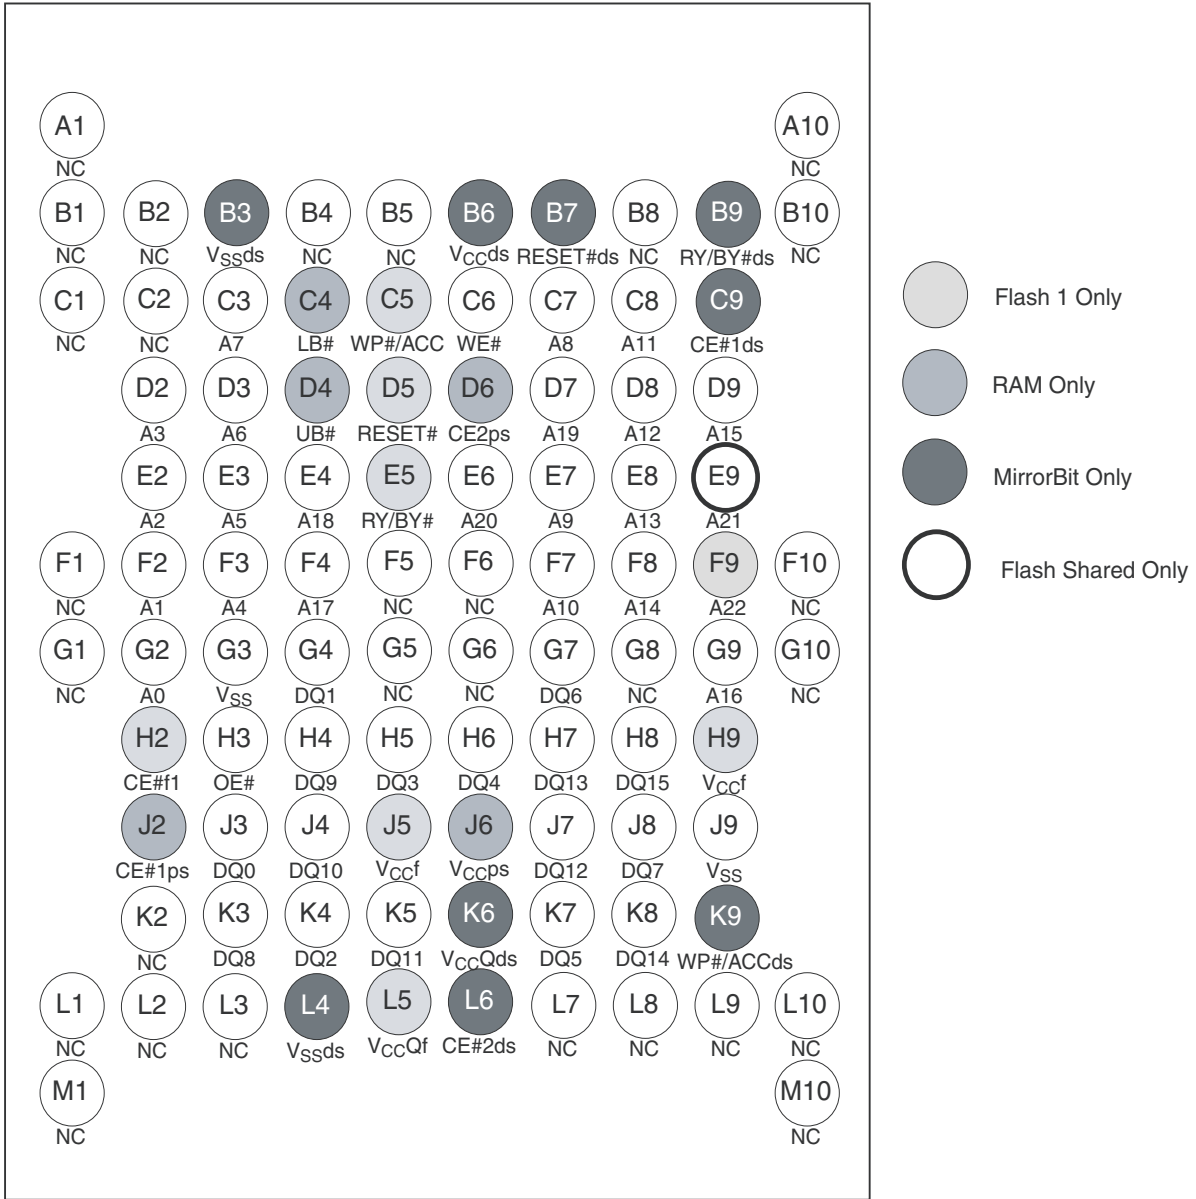 A1 A10
NC NC
B1 B2 B3 B4 B5 B6 B7 B8 B9 B10
NC NC VSSds NC NC VCCds RESET#ds NC RY/BY#ds NC
C1 C2 C3 C4 C5 C6 C7 C8 C9
NC NC A7 LB# WP#/ACC WE# A8 A11 CE#1ds
D2 D3 D4 D5 D6 D7 D8 D9
A3 A6 UB# RESET# CE2ps A19 A12 A15
E2 E3 E4 E5 E6 E7 E8 E9
A2 A5 A18 RY/BY# A20 A9 A13 A21
F1 F2 F3 F4 F5 F6 F7 F8 F9 F10
NC A1 A4 A17 NC NC A10 A14 A22 NC
G1 G2 G3 G4 G5 G6 G7 G8 G9 G10
NC A0 VSS DQ1 NC NC DQ6 NC A16 NC
H2 H3 H4 H5 H6 H7 H8 H9
CE#f1 OE# DQ9 DQ3 DQ4 DQ13 DQ15 VCCf
J2 J3 J4 J5 J6 J7 J8 J9
CE#1ps DQ0 DQ10 VCCf VCCps DQ12 DQ7 VSS
K2 K3 K4 K5 K6 K7 K8 K9
NC DQ8 DQ2 DQ11 VCCQds DQ5 DQ14 WP#/ACCds
L1 L2 L3 L4 L5 L6 L7 L8 L9 L10
NC NC NC VSSds VCCQf CE#2ds NC NC NC NC
M1 M10
NC NC
Flash 1 Only
RAM Only
MirrorBit Only
Flash Shared Only